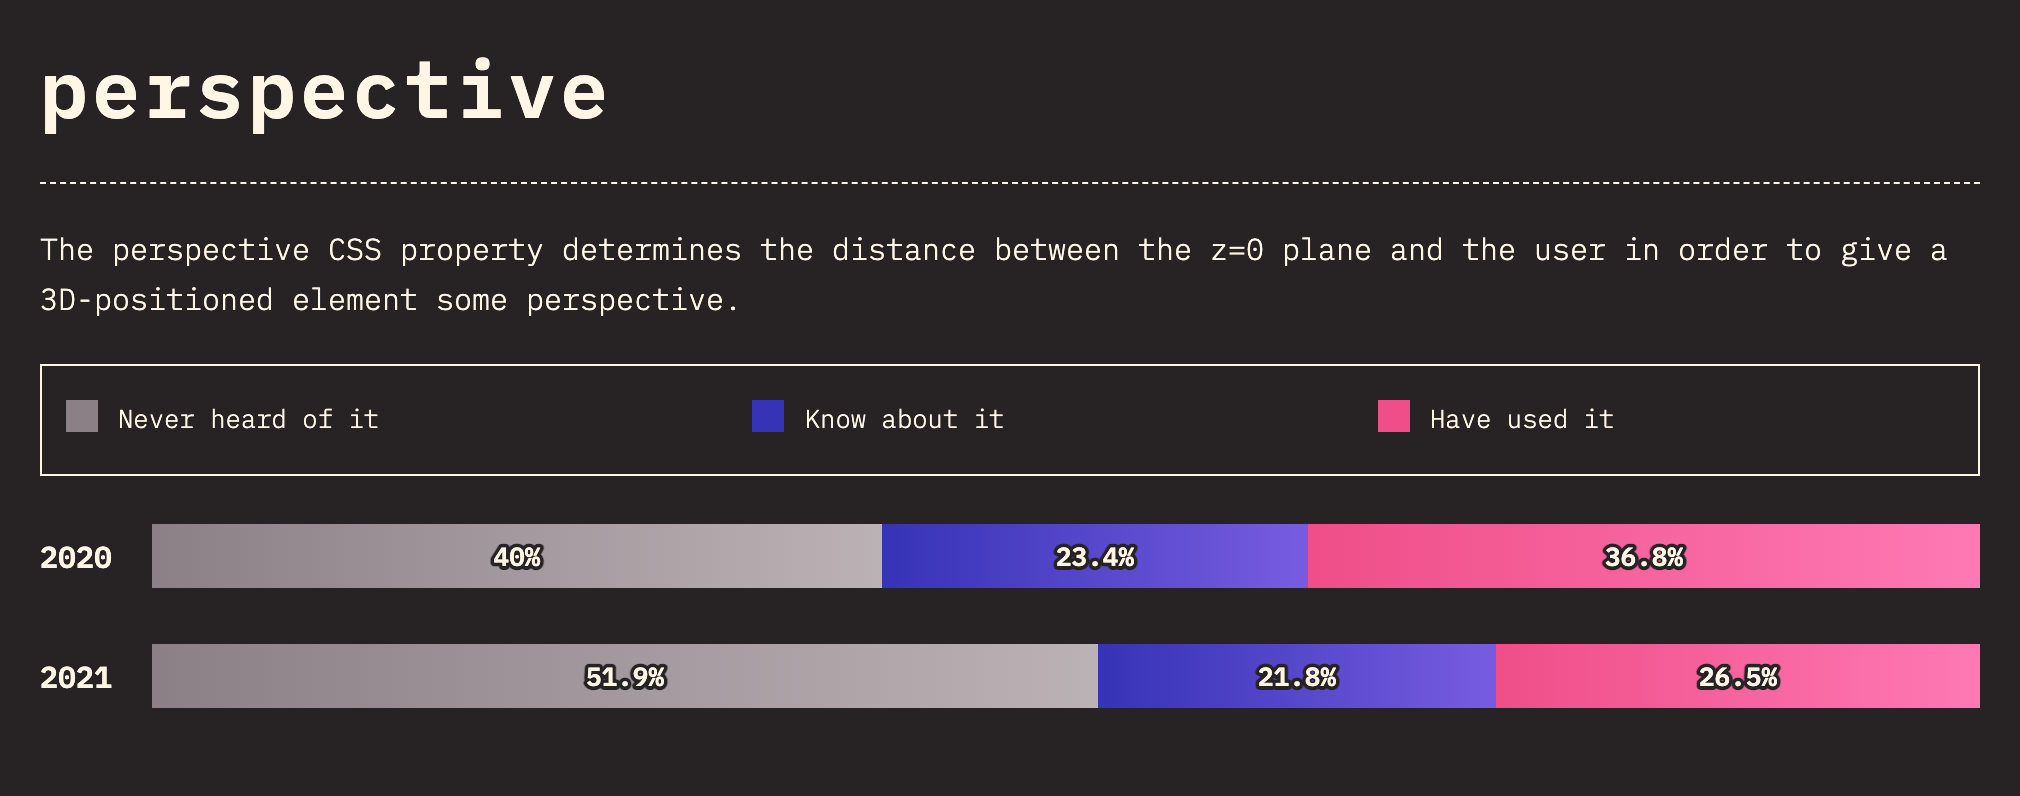 perspective
The perspective CSS property determines the distance between the z=0 plane and the user in order to give a
3D-positioned element some perspective.
Never heard of it Know about it Have used it
2020 40% 23.4% 36.8%
2021 51.9% 21.8% 26.5%